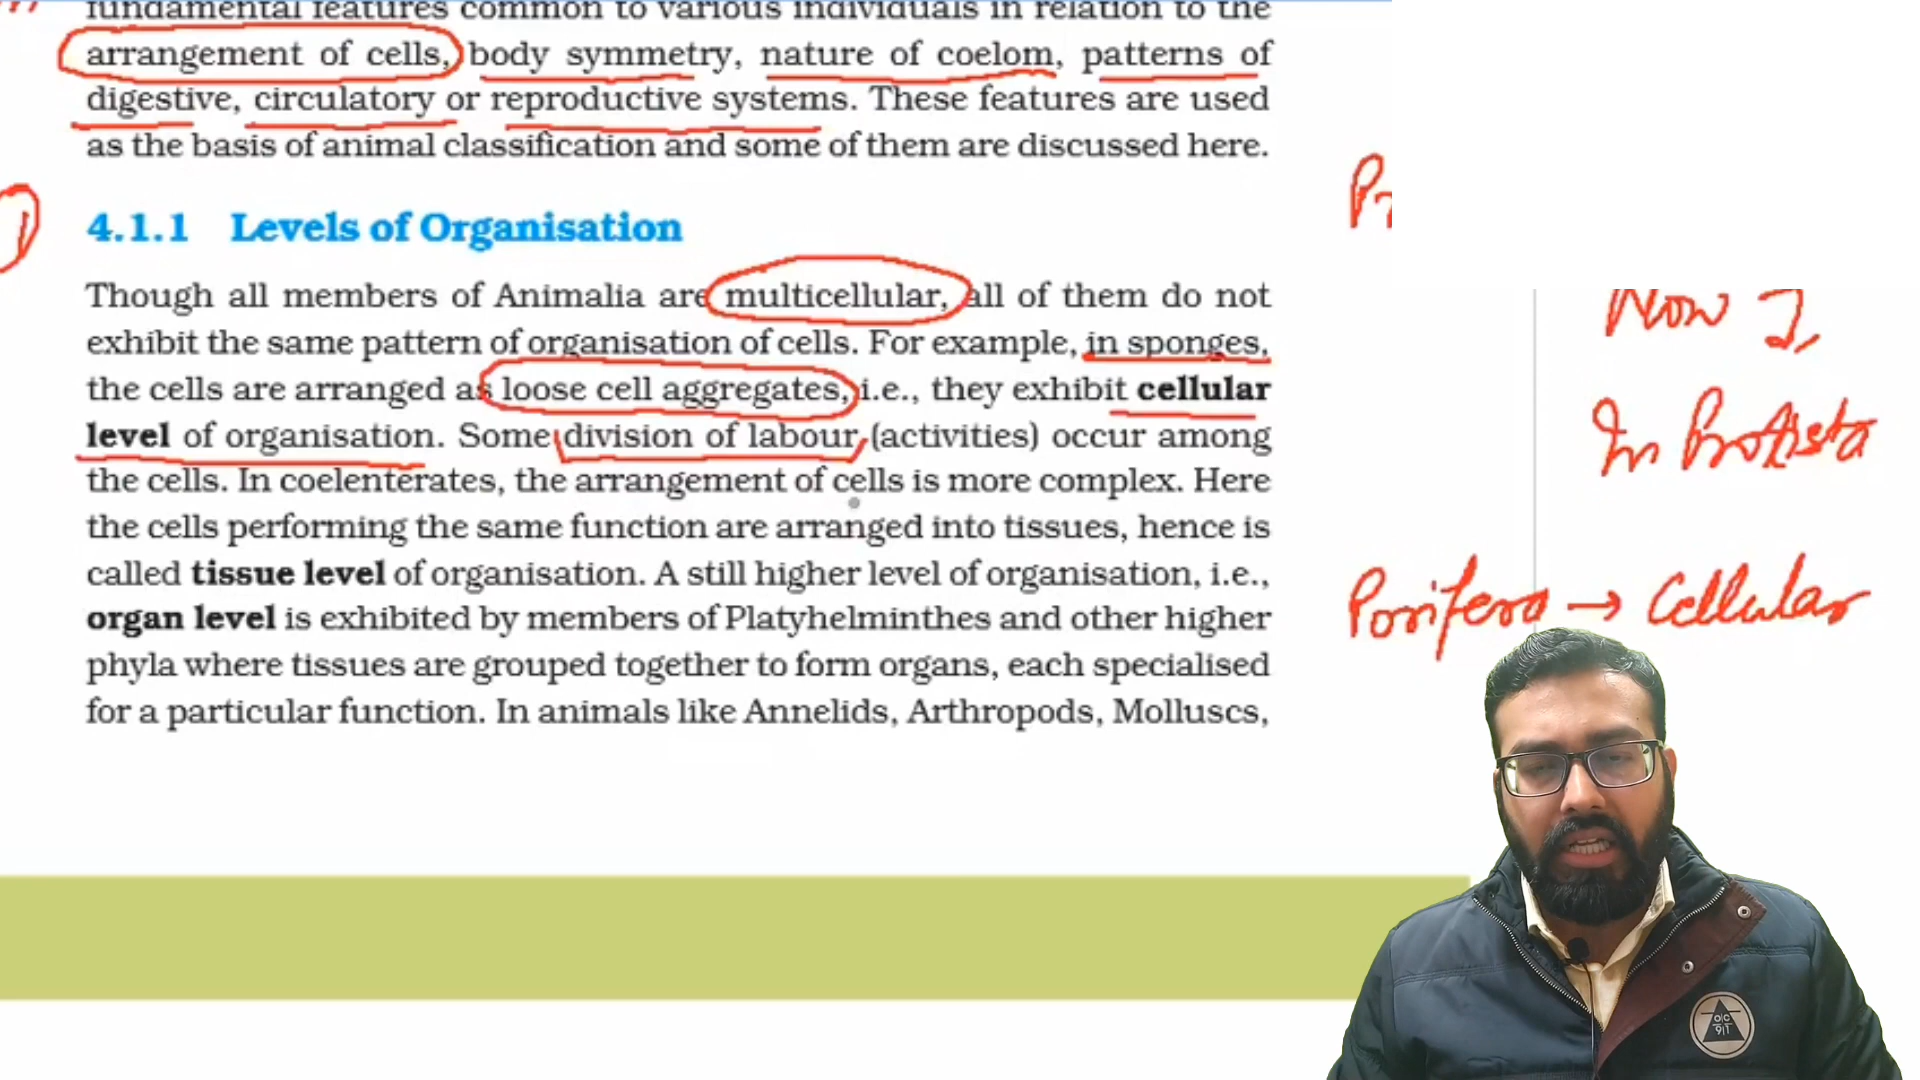 fundamental features common to various individuals in relation to the
arrangement of cells, body symmetry, nature of coelom, patterns of
digestive, circulatory or reproductive systems. These features are used
as the basis of animal classification and some of them are discussed here.
4.1.1 Levels of Organisation
Though all members of Animalia are multicellular, all of them do not
exhibit the same pattern of organisation of cells. For example, in sponges,
the cells are arranged as loose cell aggregates, i.e., they exhibit cellular
level of organisation. Some division of labour (activities) occur among
the cells. In coelenterates, the arrangement of cells is more complex. Here
the cells performing the same function are arranged into tissues, hence is
called tissue level of organisation. A still higher level of organisation, i.e.,
organ level is exhibited by members of Platyhelminthes and other higher
phyla where tissues are grouped together to form organs, each specialised
for a particular function. In animals like Annelids, Arthropods, Molluscs,
In Protista
Porifera → Cellular